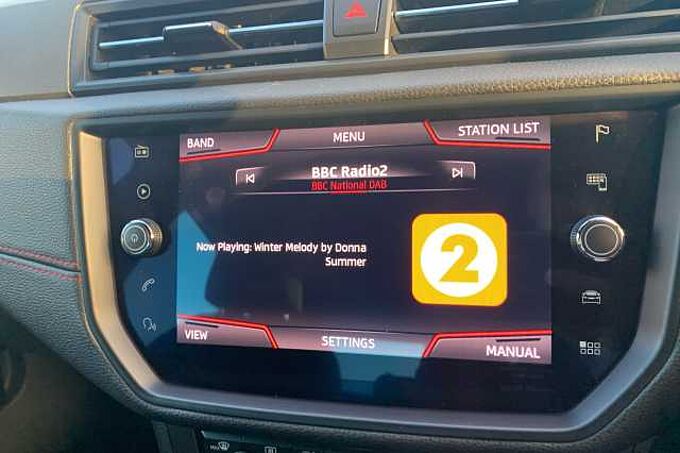 BAND
MENU
STATION LIST
BBC Radio2
BBC National DAB
Now Playing: Winter Melody by Donna
Summer
2
VIEW
SETTINGS
MANUAL
MAX